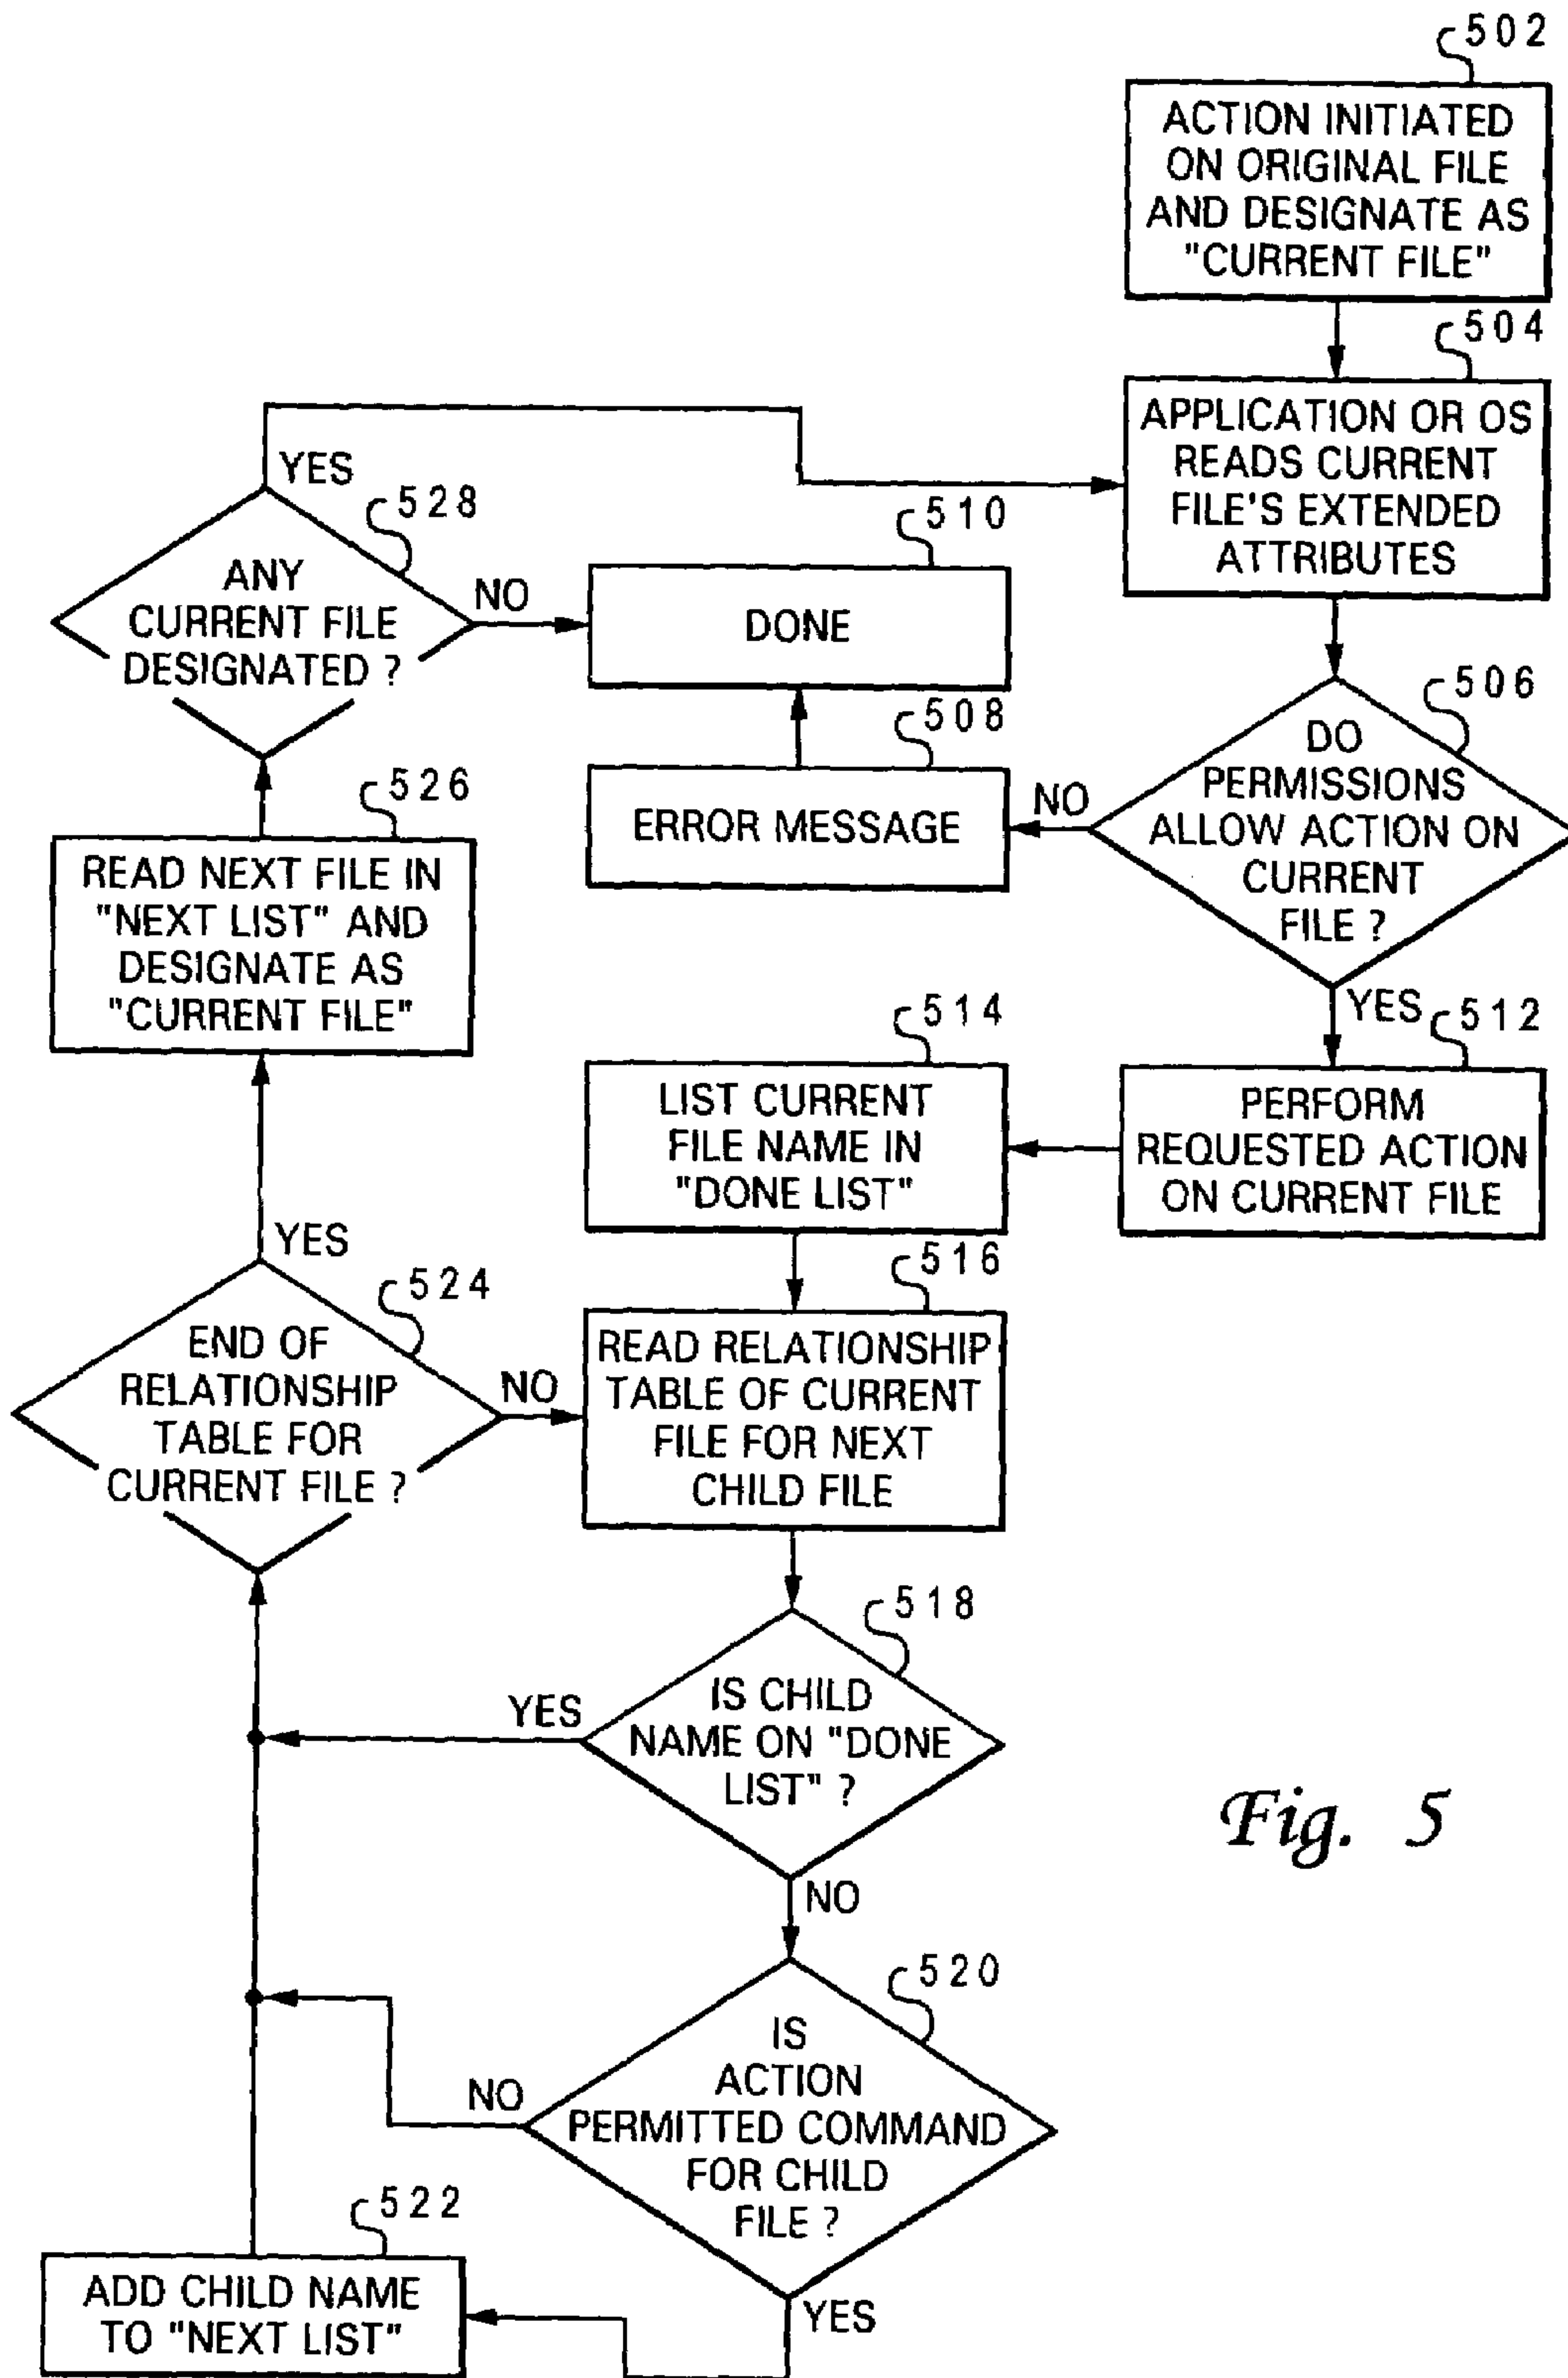 502
ACTION INITIATED
ON ORIGINAL FILE
AND DESIGNATE AS
"CURRENT FILE"
504
APPLICATION OR OS
READS CURRENT
FILE'S EXTENDED
ATTRIBUTES
YES
528
ANY
CURRENT FILE
DESIGNATED ?
NO
510
DONE
506
DO
PERMISSIONS
ALLOW ACTION ON
CURRENT
FILE ?
NO
508
ERROR MESSAGE
526
READ NEXT FILE IN
"NEXT LIST" AND
DESIGNATE AS
"CURRENT FILE"
YES
512
PERFORM
REQUESTED ACTION
ON CURRENT FILE
514
LIST CURRENT
FILE NAME IN
"DONE LIST"
516
READ RELATIONSHIP
TABLE OF CURRENT
FILE FOR NEXT
CHILD FILE
YES
524
END OF
RELATIONSHIP
TABLE FOR
CURRENT FILE ?
NO
518
IS CHILD
NAME ON "DONE
LIST" ?
YES
NO
520
IS
ACTION
PERMITTED COMMAND
FOR CHILD
FILE ?
NO
YES
522
ADD CHILD NAME
TO "NEXT LIST"
Fig. 5